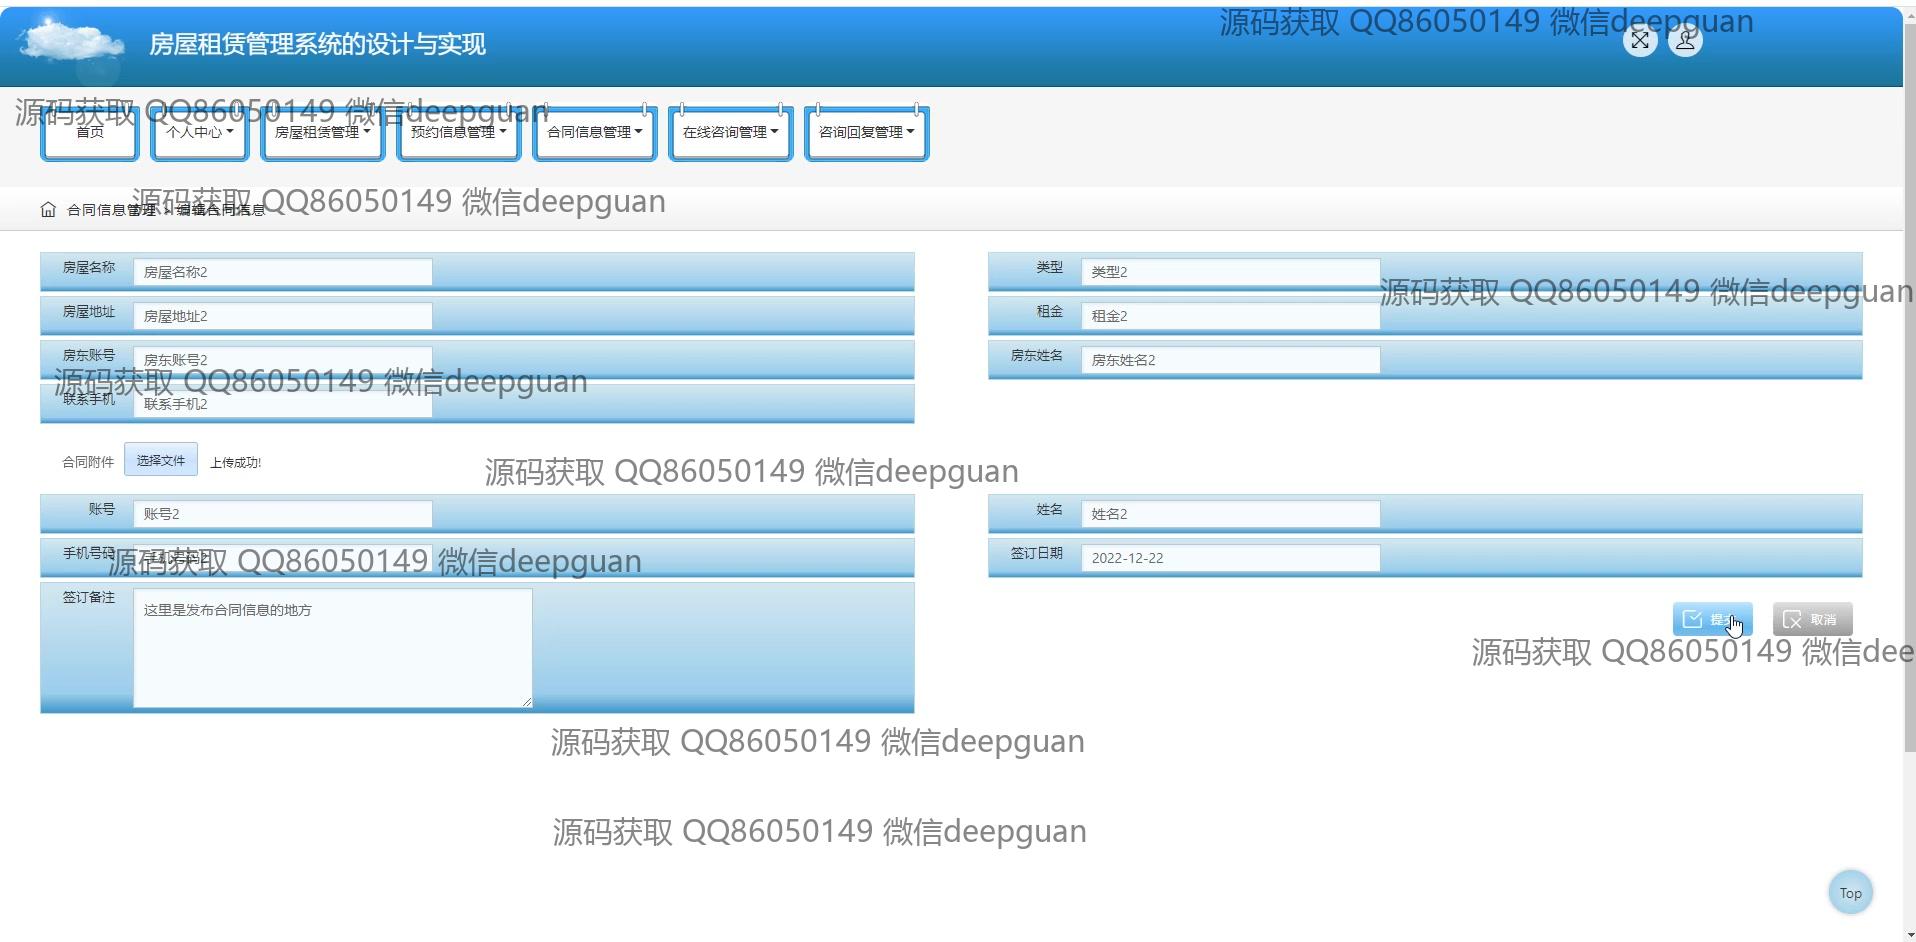 源码获取 QQ86050149 微信deepguan
房屋租赁管理系统的设计与实现
源码获取 QQ86050149 微信deepguan
首页 个人中心 房屋租赁管理 预约信息管理 合同信息管理 在线咨询管理 咨询回复管理
源码获取 QQ86050149 微信deepguan
合同信息管理 > 编辑合同信息
房屋名称 房屋名称2 类型 类型2
源码获取 QQ86050149 微信deepguan
房屋地址 房屋地址2 租金 租金2
房东账号 房东账号2 房东姓名 房东姓名2
源码获取 QQ86050149 微信deepguan
联系手机 联系手机2
合同附件 选择文件 上传成功!
源码获取 QQ86050149 微信deepguan
账号 账号2 姓名 姓名2
手机号码 手机号码2 签订日期 2022-12-22
源码获取 QQ86050149 微信deepguan
签订备注 这里是发布合同信息的地方
提交 取消
源码获取 QQ86050149 微信dee
源码获取 QQ86050149 微信deepguan
源码获取 QQ86050149 微信deepguan
Top